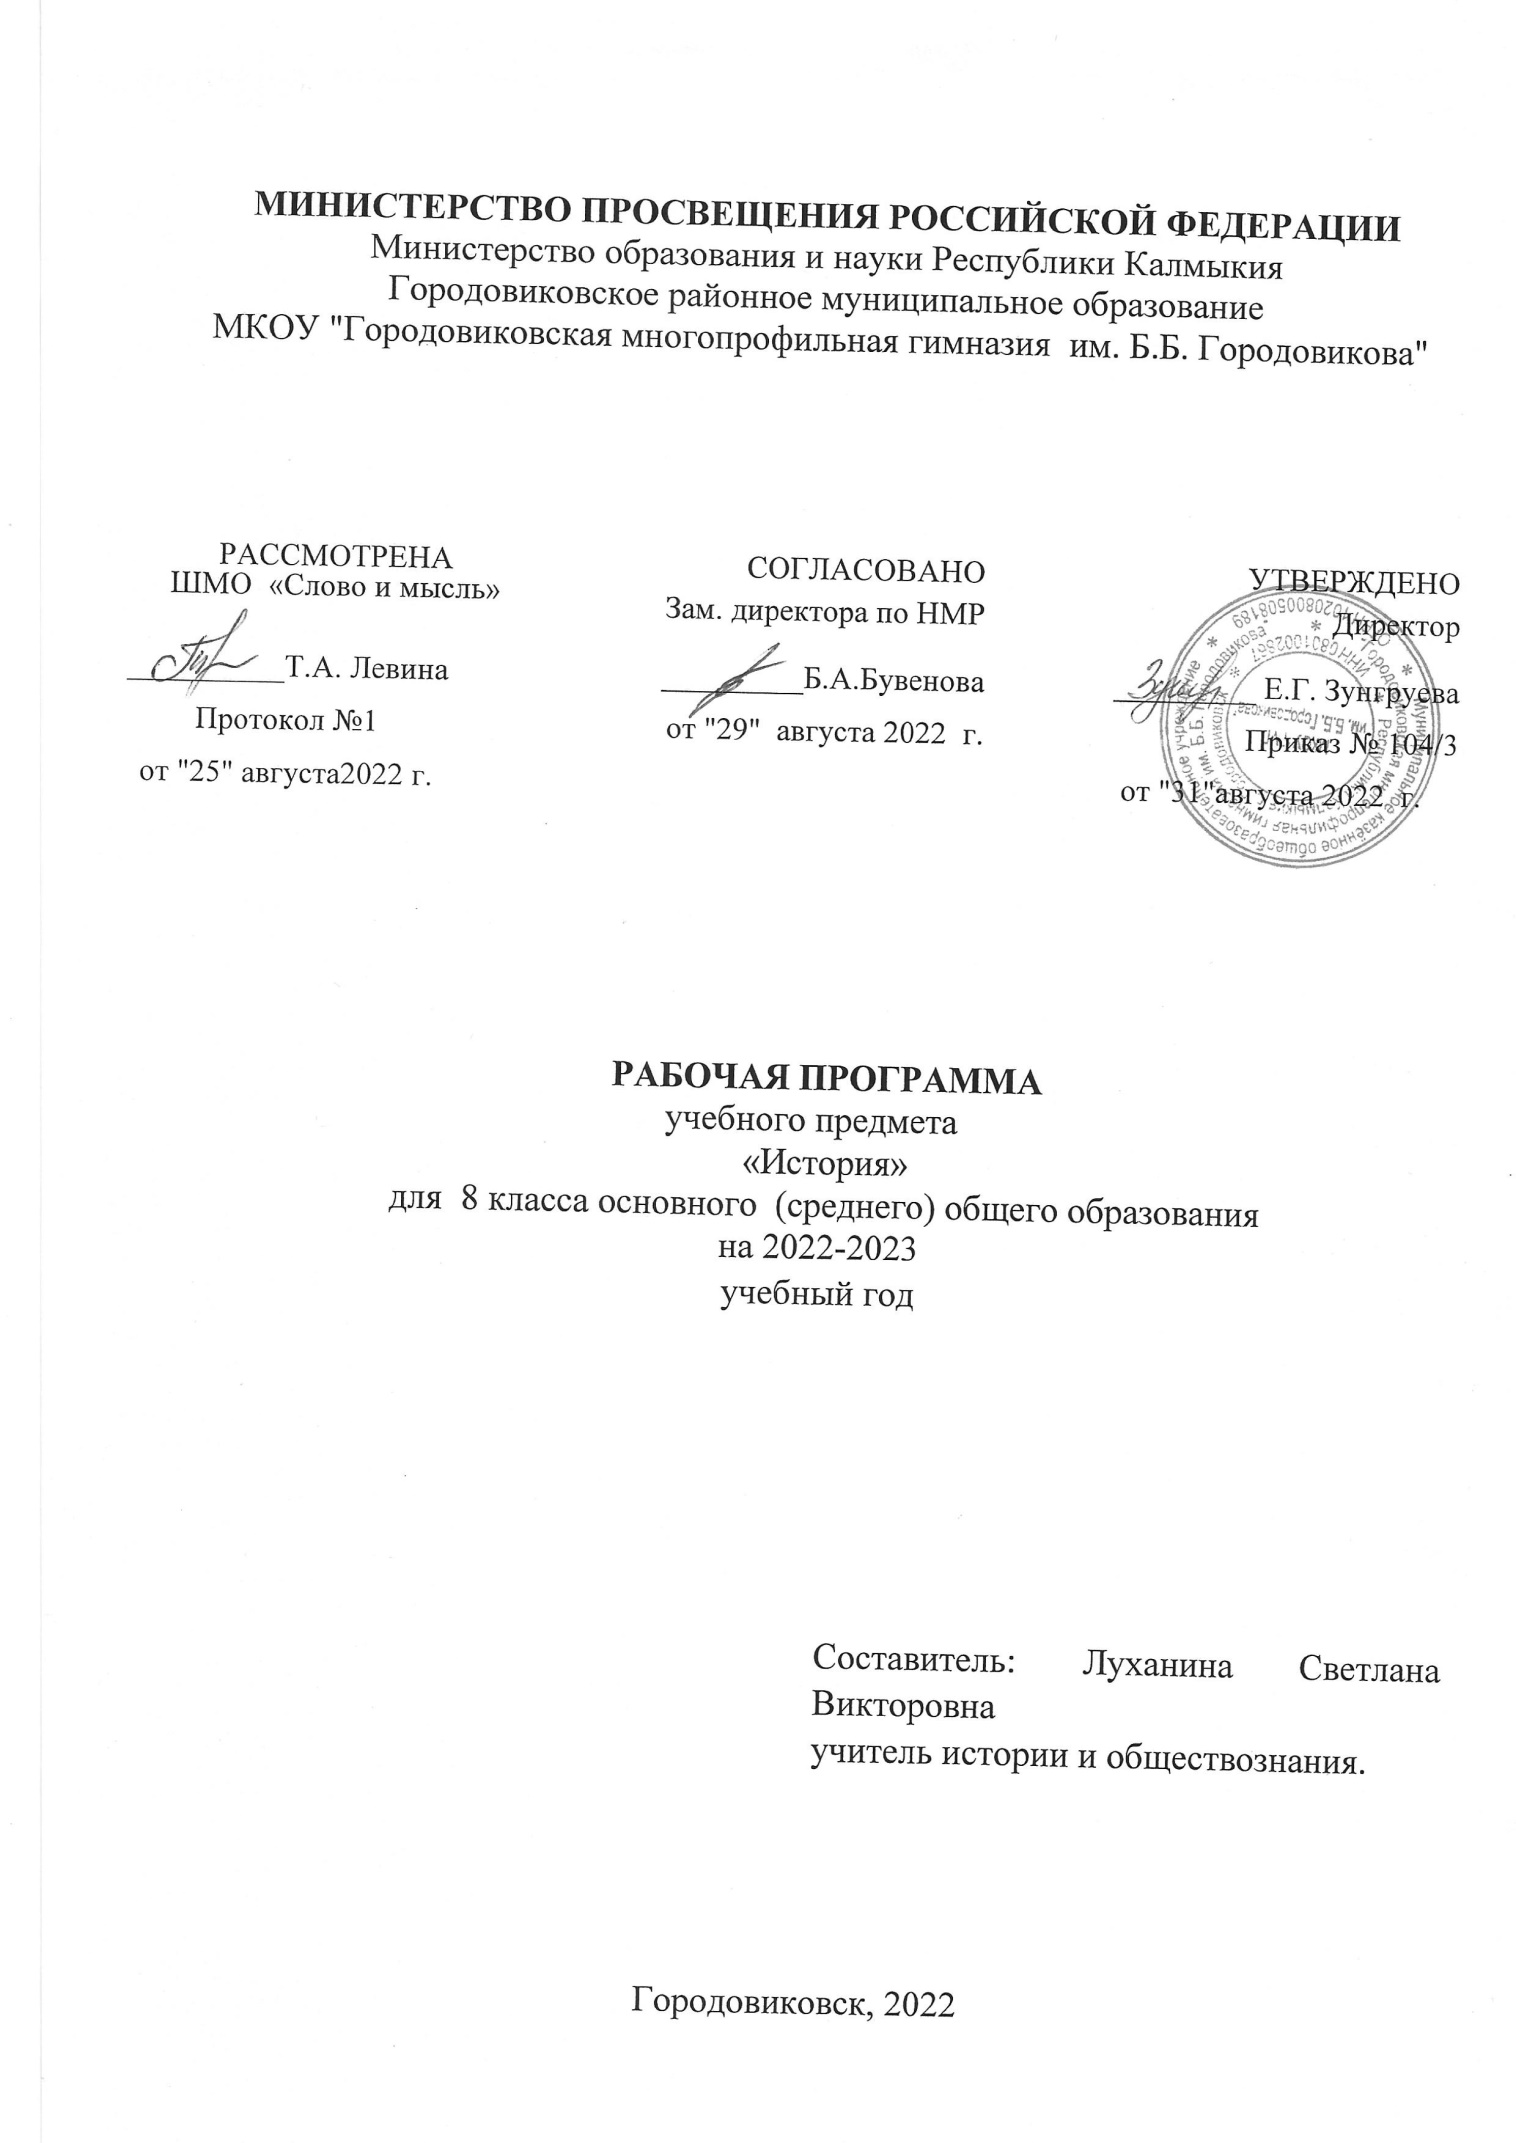 МИНИСТЕРСТВО ПРОСВЕЩЕНИЯ РОССИЙСКОЙ ФЕДЕРАЦИИ
Министерство образования и науки Республики Калмыкия
Городовиковское районное муниципальное образование
МКОУ "Городовиковская многопрофильная гимназия им. Б.Б. Городовикова"
РАССМОТРЕНА
ШМО «Слово и мысль»
Т.А. Левина
Протокол №1
от "25" августа2022 г.
СОГЛАСОВАНО
Зам. директора по НМР
Б.А.Бувенова
от "29" августа 2022 г.
УТВЕРЖДЕНО
Директор
Е.Г. Зунгруева
Приказ № 104/3
от "31"августа 2022 г.
Муниципальное казённое общеобразовательное учреждение
РАБОЧАЯ ПРОГРАММА
учебного предмета
«История»
для 8 класса основного (среднего) общего образования
на 2022-2023
учебный год
Составитель: Луханина Светлана
Викторовна
учитель истории и обществознания.
Городовиковск, 2022